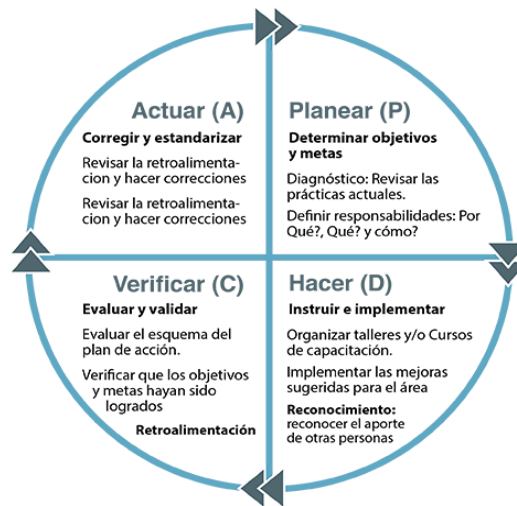 Actuar (A)
Corregir y estandarizar
Revisar la retroalimenta-
cion y hacer correcciones
Revisar la retroalimenta-
cion y hacer correcciones
Planear (P)
Determinar objetivos
y metas
Diagnóstico: Revisar las
prácticas actuales.
Definir responsabilidades: Por
Qué?, Qué? y cómo?
Verificar (C)
Evaluar y validar
Evaluar el esquema del
plan de acción.
Verificar que los objetivos
y metas hayan sido
logrados
Retroalimentación
Hacer (D)
Instruir e implementar
Organizar talleres y/o Cursos
de capacitación.
Implementar las mejoras
sugeridas para el área
Reconocimiento:
reconocer el aporte
de otras personas